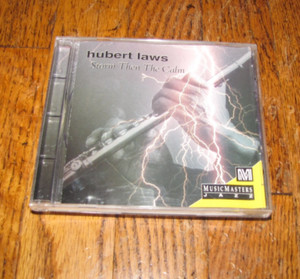 hubert laws
Storm Then The Calm
MUSICMASTERS
JAZZ